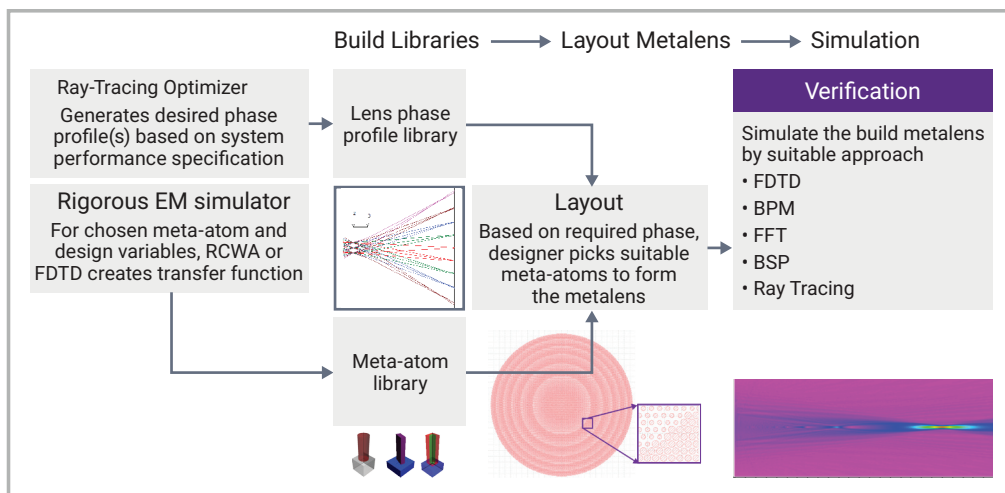 Build Libraries
Layout Metalens
Simulation
Ray-Tracing Optimizer
Generates desired phase
profile(s) based on system
performance specification
Lens phase
profile library
Verification
Simulate the build metalens
by suitable approach
• FDTD
• BPM
• FFT
• BSP
• Ray Tracing
Rigorous EM simulator
For chosen meta-atom and
design variables, RCWA or
FDTD creates transfer function
Layout
Based on required phase,
designer picks suitable
meta-atoms to form
the metalens
Meta-atom
library